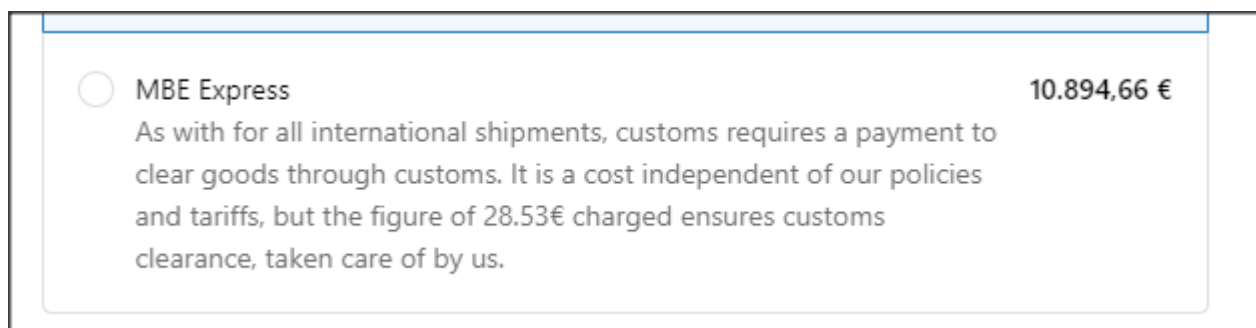 MBE Express 10.894,66 €
As with for all international shipments, customs requires a payment to
clear goods through customs. It is a cost independent of our policies
and tariffs, but the figure of 28.53€ charged ensures customs
clearance, taken care of by us.